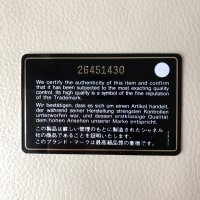 26451430
We certify the authenticity of this item and confirm
that it has been subjected to the most exacting quality
control. Its high quality is a symbol of the fine reputation
of the Trademark.
Wir bestätigen, dass es sich um einen Artikel handelt
der während seiner Herstellung strengsten Kontrollen
unterworfen war, und dessen erstklassige Qualität
dem hohen Ansehen unserer Marke entspricht.
この製品は厳しい管理のもとに製造されたシャネル
の製品であることを証明いたします。
このブランド・マークは最高級品質の象徴です。